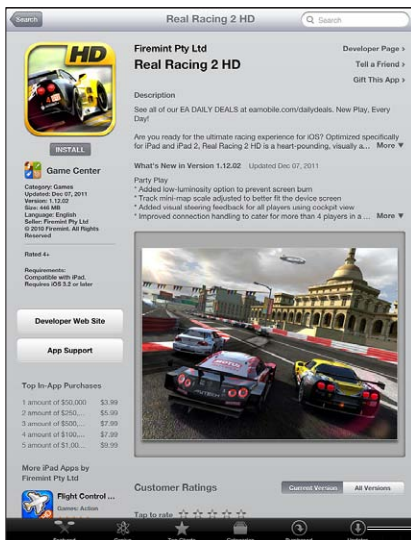 Search
Real Racing 2 HD
Search
HD
INSTALL
Game Center
Category: Games
Updated: Dec 07, 2011
Version: 1.12.02
Size: 446 MB
Language: English
Seller: Firemint Pty Ltd
© 2010 Firemint. All Rights
Reserved
Rated 4+
Requirements:
Compatible with iPad.
Requires iOS 3.2 or later
Developer Web Site
App Support
Top In-App Purchases
1 amount of $50,000 $3.99
2 amount of $250,... $5.99
3 amount of $500,... $7.99
4 amount of $100,... $7.99
5 amount of $1,00... $9.99
More iPad Apps by
Firemint Pty Ltd
Flight Control ...
Games: Action
Firemint Pty Ltd
Real Racing 2 HD
Developer Page ›
Tell a Friend ›
Gift This App ›
Description
See all of our EA DAILY DEALS at eamobile.com/dailydeals. New Play, Every
Day!
Are you ready for the ultimate racing experience for iOS? Optimized specifically
for iPad and iPad 2, Real Racing 2 HD is a heart-pounding, visually a... More ▼
What's New in Version 1.12.02 Updated Dec 07, 2011
Party Play
* Added low-luminosity option to prevent screen burn
* Track mini-map scale adjusted to better fit the device screen
* Added visual steering feedback for all players using cockpit view
* Improved connection handling to cater for more than 4 players in a ... More ▼
Customer Ratings
Current Version
All Versions
Tap to rate
Featured
Genius
Top Charts
Categories
Purchased
Updates